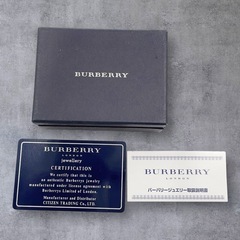 BURBERRY
BURBERRY
LONDON
jewellery
CERTIFICATION
We certify that this is
an authentic Burberrys jewelry
manufactured under license agreement with
Burberrys Limited of London.
Manufacturer and Distributor
CITIZEN TRADING CO., LTD.
BURBERRY
LONDON
バーバリージュエリー取扱説明書